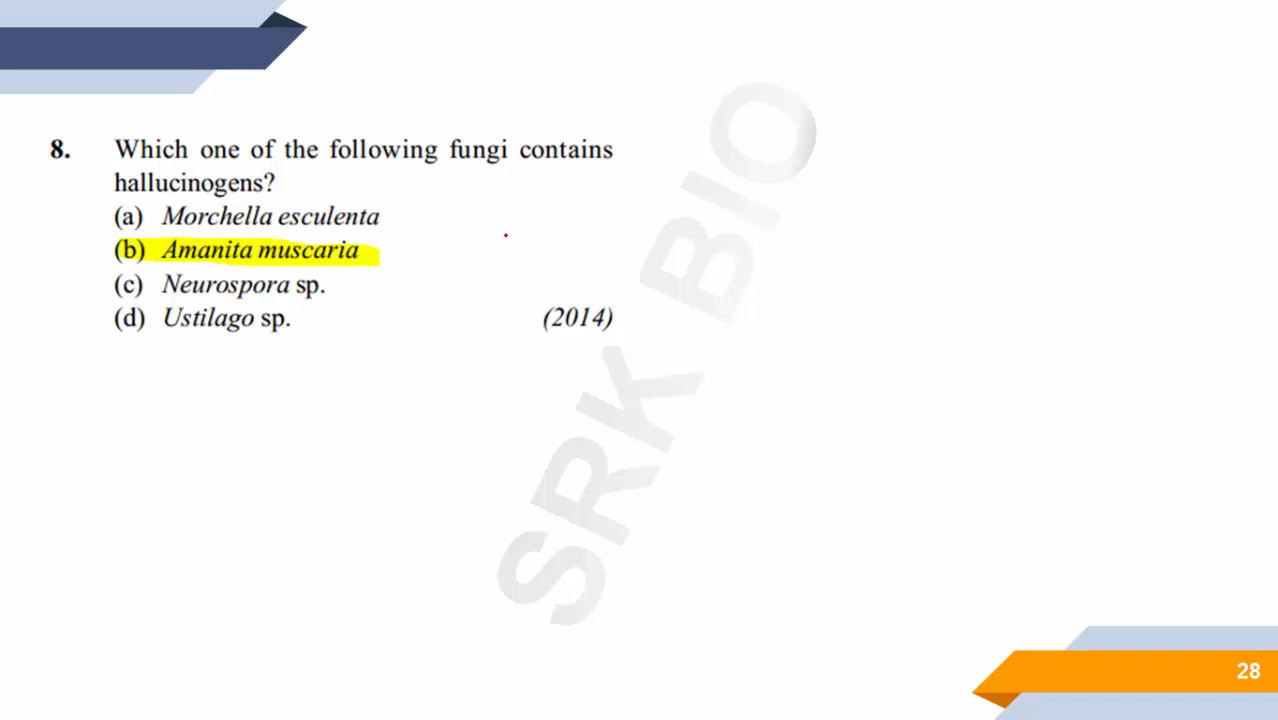 8. Which one of the following fungi contains
hallucinogens?
(a) Morchella esculenta
(b) Amanita muscaria
(c) Neurospora sp.
(d) Ustilago sp. (2014)
SRK BIO
28